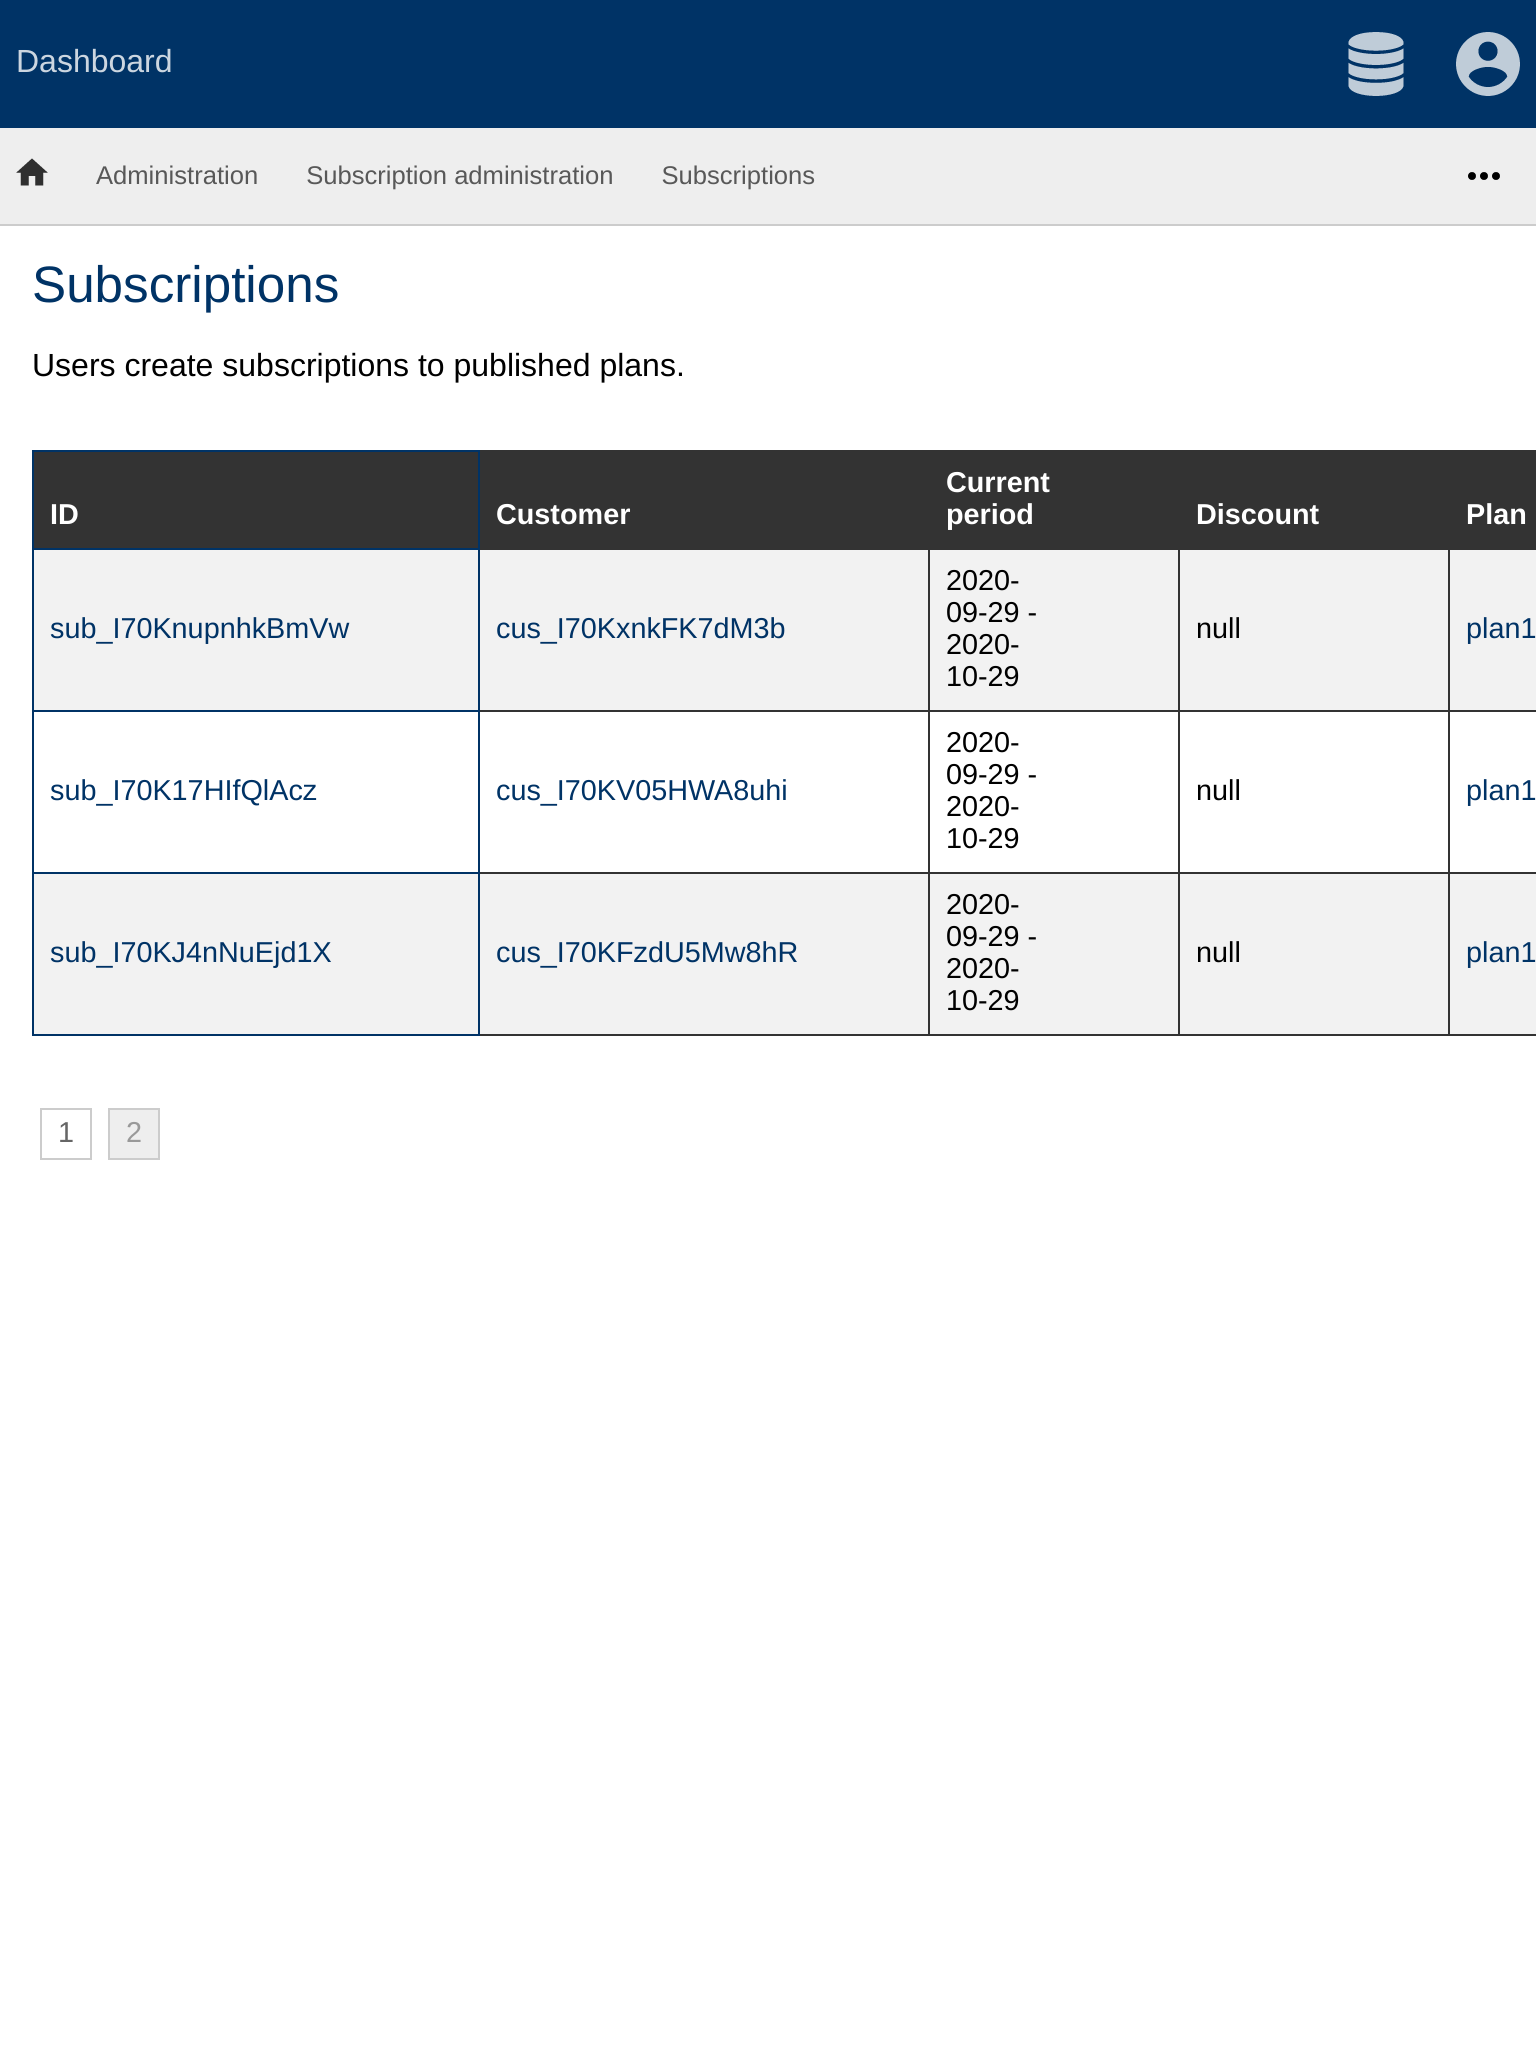 Dashboard
Administration Subscription administration Subscriptions
Subscriptions
Users create subscriptions to published plans.
ID Customer Current period Discount Plan
sub_I70KnupnhkBmVw cus_I70KxnkFK7dM3b 2020-09-29 - 2020-10-29 null plan1
sub_I70K17HIfQlAcz cus_I70KV05HWA8uhi 2020-09-29 - 2020-10-29 null plan1
sub_I70KJ4nNuEjd1X cus_I70KFzdU5Mw8hR 2020-09-29 - 2020-10-29 null plan1
1 2